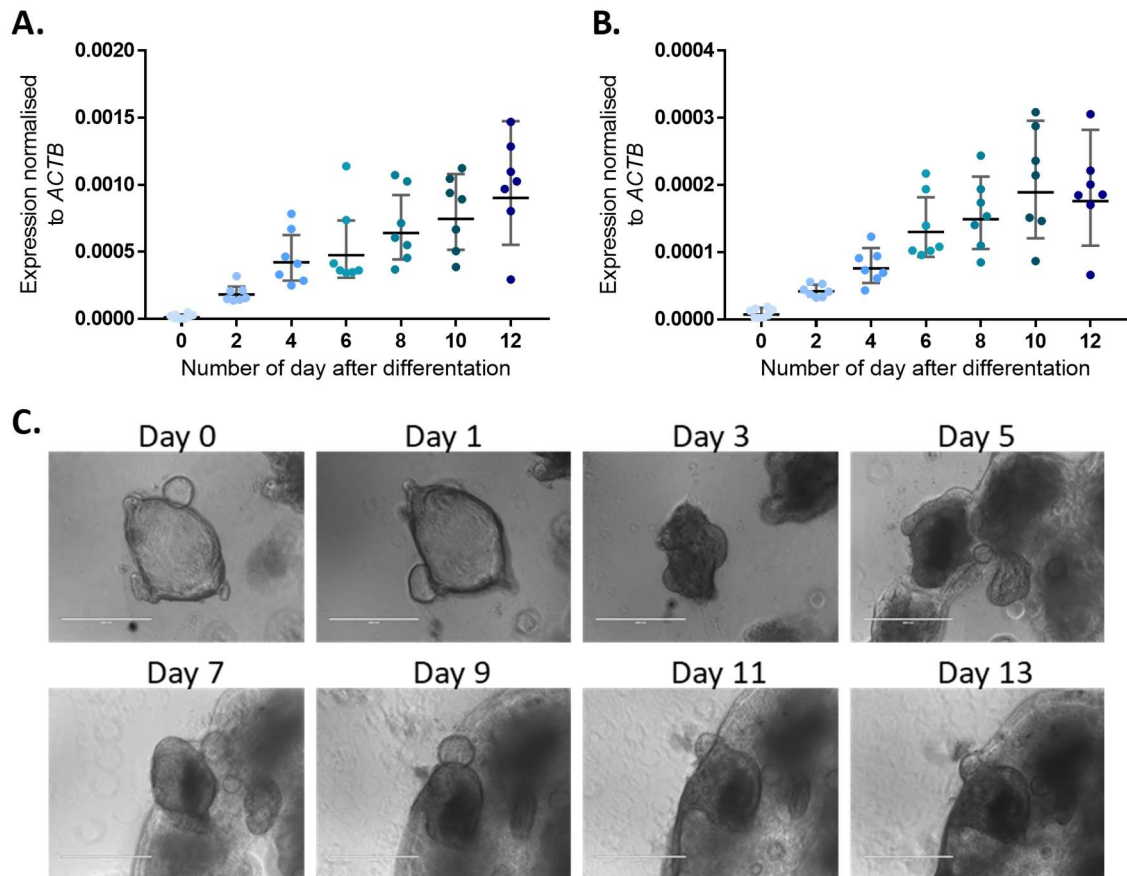 A.
Expression normalised
to ACTB
0.0020
0.0015
0.0010
0.0005
0.0000
0 2 4 6 8 10 12
Number of day after differentation
B.
Expression normalised
to ACTB
0.0004
0.0003
0.0002
0.0001
0.0000
0 2 4 6 8 10 12
Number of day after differentation
C.
Day 0 Day 1 Day 3 Day 5
Day 7 Day 9 Day 11 Day 13